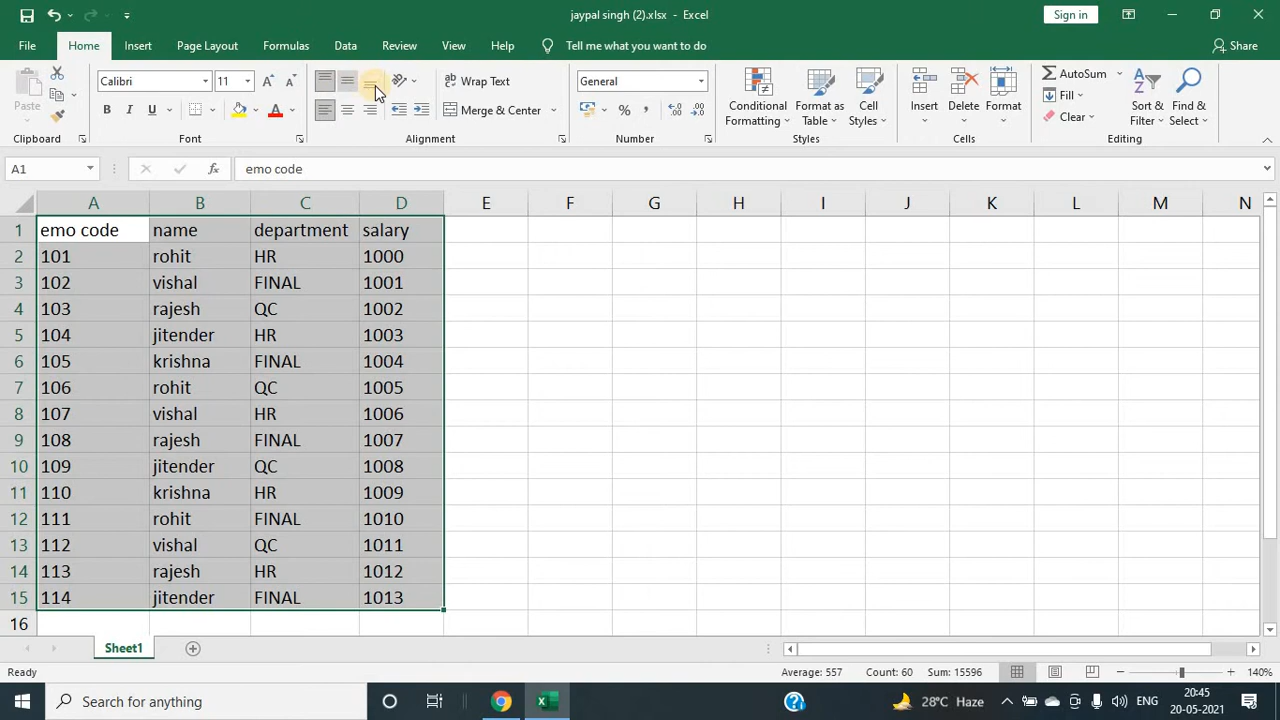 jaypal singh (2).xlsx - Excel
Sign in
File Home Insert Page Layout Formulas Data Review View Help Tell me what you want to do Share
Paste
Calibri 11
B I U
Wrap Text
Merge & Center
General
Conditional Formatting
Format as Table
Cell Styles
Insert Delete Format
AutoSum
Fill
Clear
Sort & Filter
Find & Select
Clipboard Font Alignment Number Styles Cells Editing
A1 fx emo code
A B C D E F G H I J K L M N
1 emo code name department salary
2 101 rohit HR 1000
3 102 vishal FINAL 1001
4 103 rajesh QC 1002
5 104 jitender HR 1003
6 105 krishna FINAL 1004
7 106 rohit QC 1005
8 107 vishal HR 1006
9 108 rajesh FINAL 1007
10 109 jitender QC 1008
11 110 krishna HR 1009
12 111 rohit FINAL 1010
13 112 vishal QC 1011
14 113 rajesh HR 1012
15 114 jitender FINAL 1013
16
Sheet1
Ready Average: 557 Count: 60 Sum: 15596 140%
Search for anything
28°C Haze ENG 20:45
20-05-2021